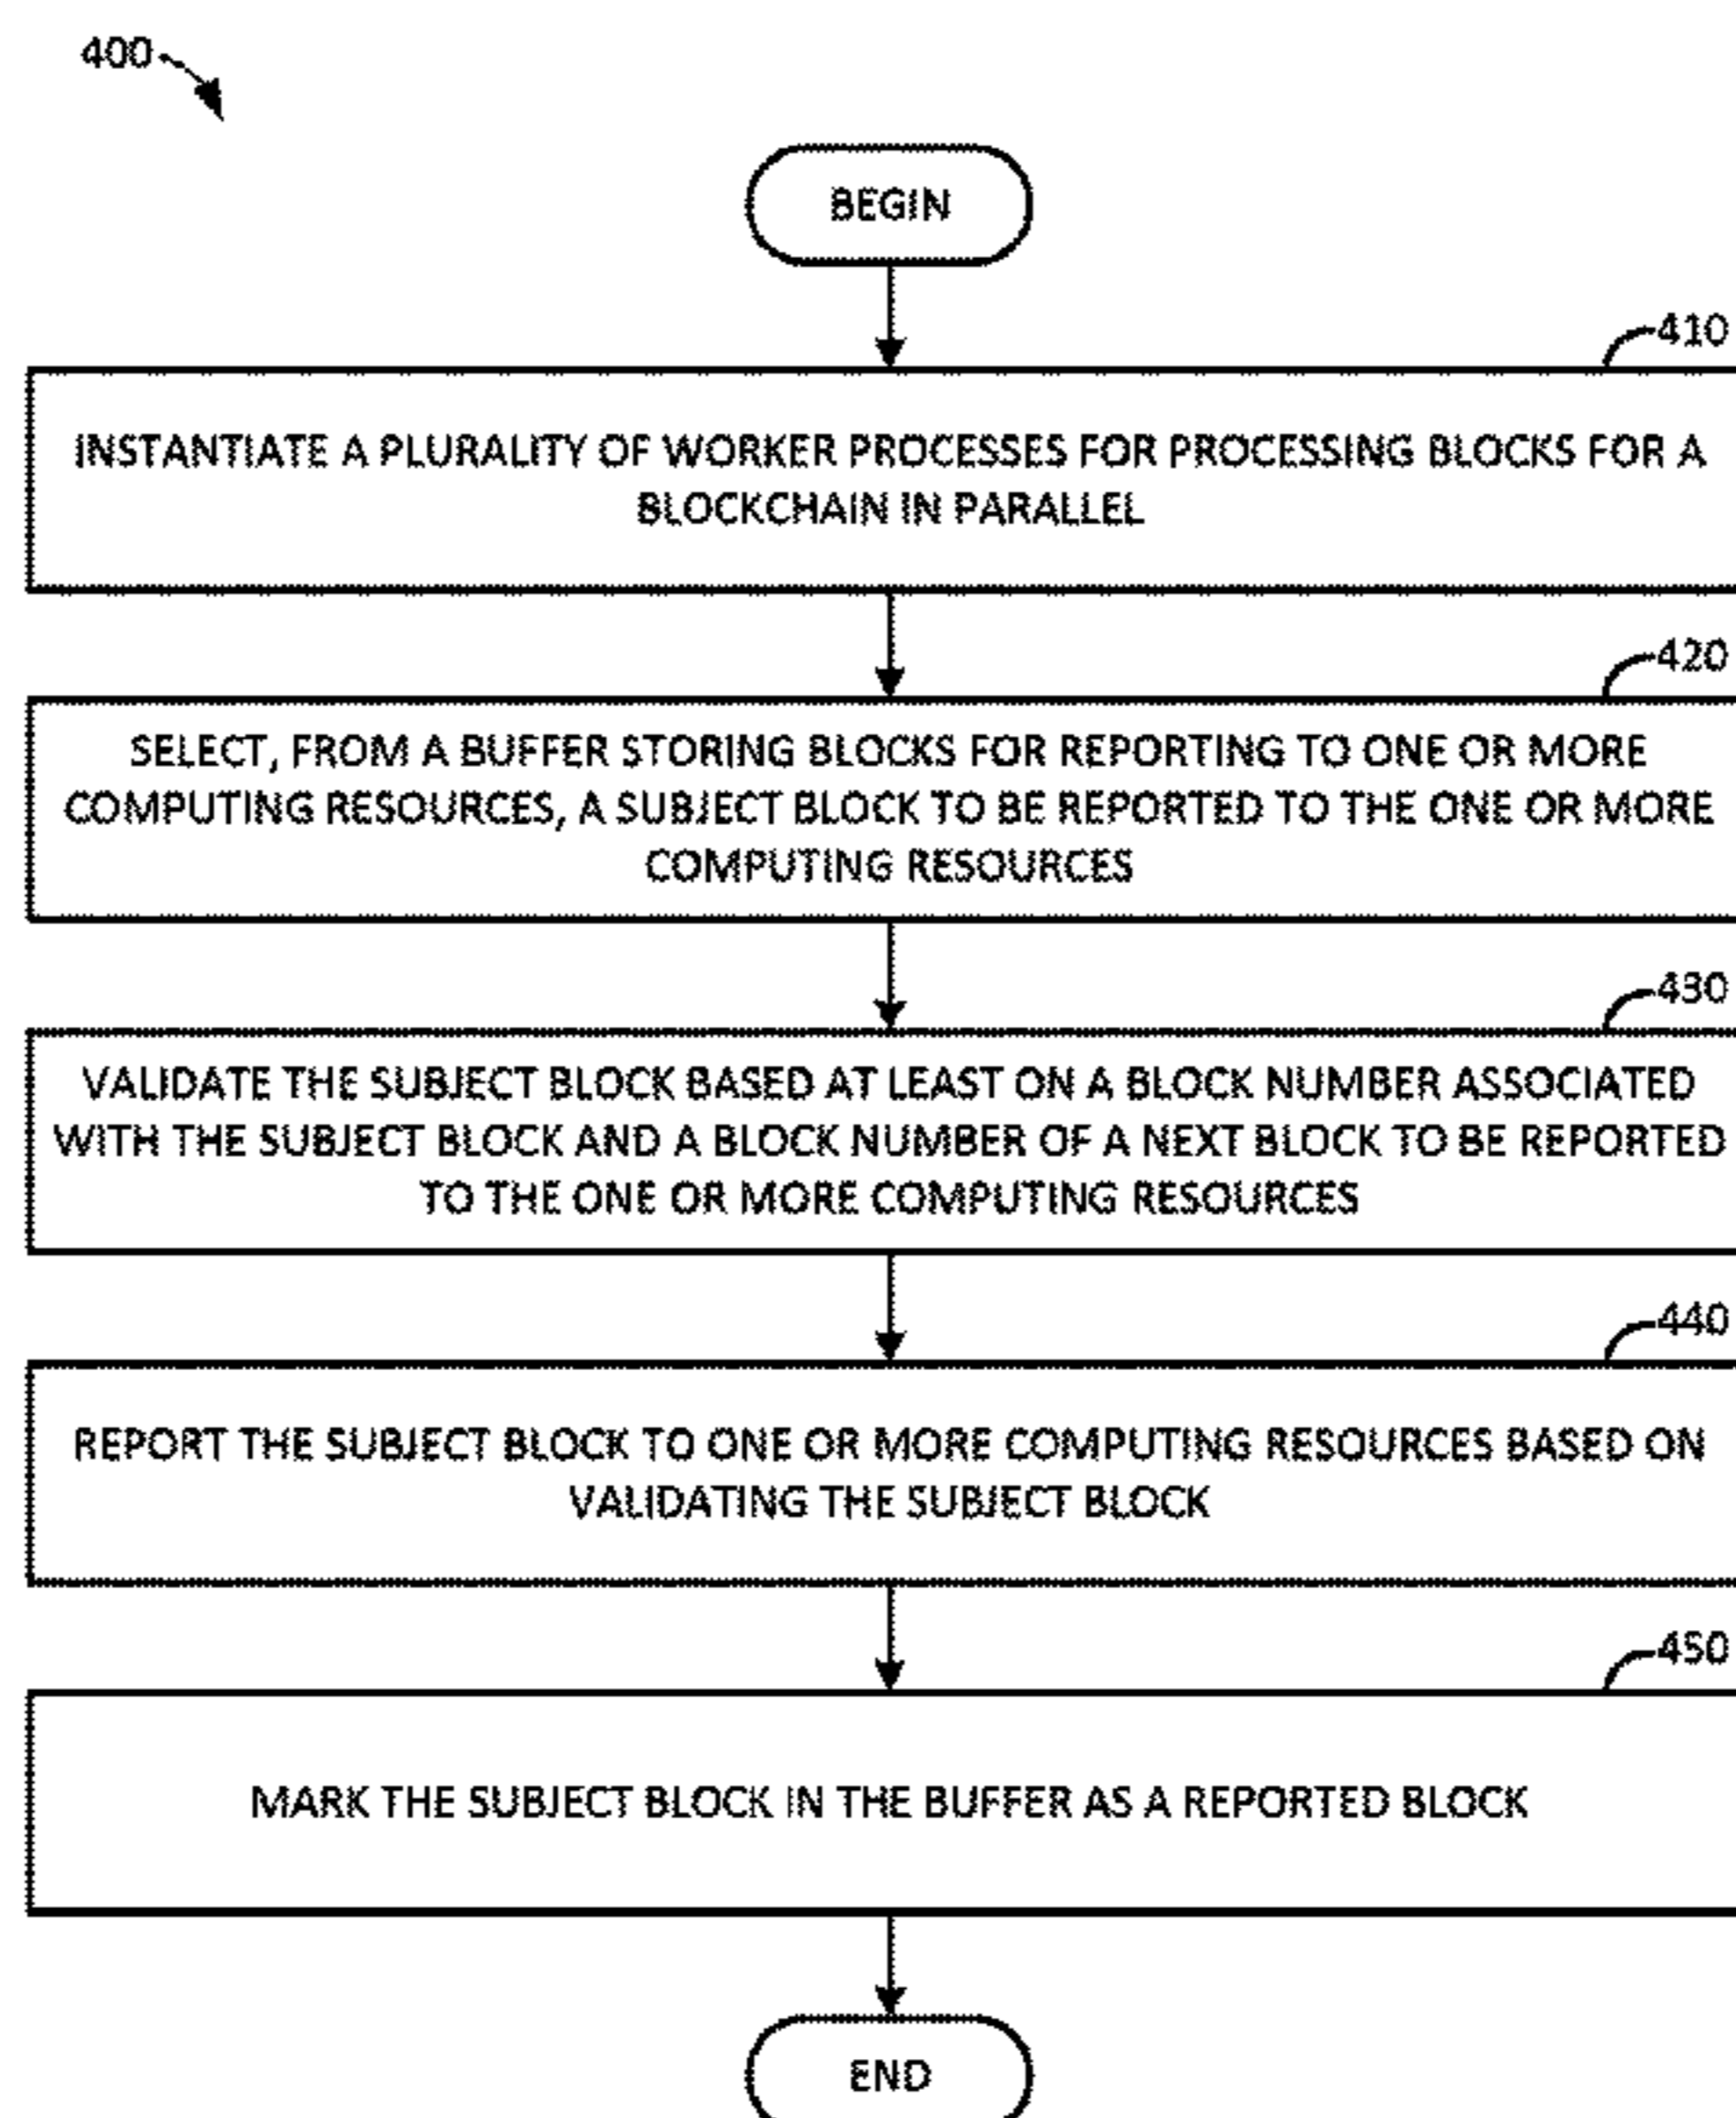 400
BEGIN
410
INSTANTIATE A PLURALITY OF WORKER PROCESSES FOR PROCESSING BLOCKS FOR A
BLOCKCHAIN IN PARALLEL
420
SELECT, FROM A BUFFER STORING BLOCKS FOR REPORTING TO ONE OR MORE
COMPUTING RESOURCES, A SUBJECT BLOCK TO BE REPORTED TO THE ONE OR MORE
COMPUTING RESOURCES
430
VALIDATE THE SUBJECT BLOCK BASED AT LEAST ON A BLOCK NUMBER ASSOCIATED
WITH THE SUBJECT BLOCK AND A BLOCK NUMBER OF A NEXT BLOCK TO BE REPORTED
TO THE ONE OR MORE COMPUTING RESOURCES
440
REPORT THE SUBJECT BLOCK TO ONE OR MORE COMPUTING RESOURCES BASED ON
VALIDATING THE SUBJECT BLOCK
450
MARK THE SUBJECT BLOCK IN THE BUFFER AS A REPORTED BLOCK
END